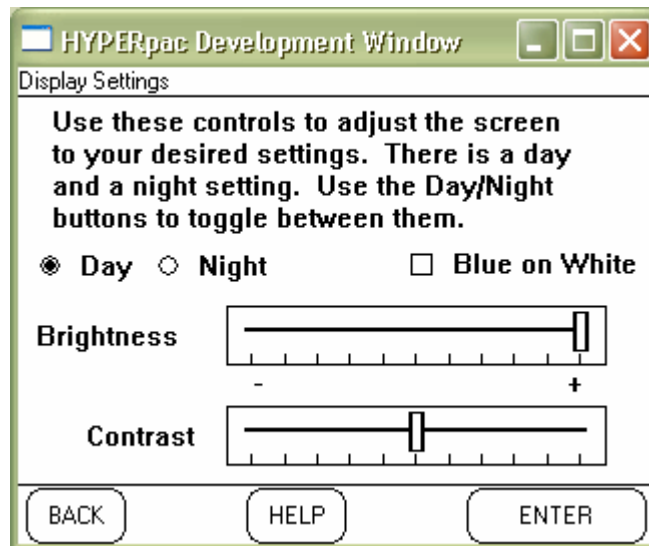 HYPERpac Development Window
Display Settings
Use these controls to adjust the screen
to your desired settings. There is a day
and a night setting. Use the Day/Night
buttons to toggle between them.
Day Night Blue on White
Brightness
- +
Contrast
BACK HELP ENTER